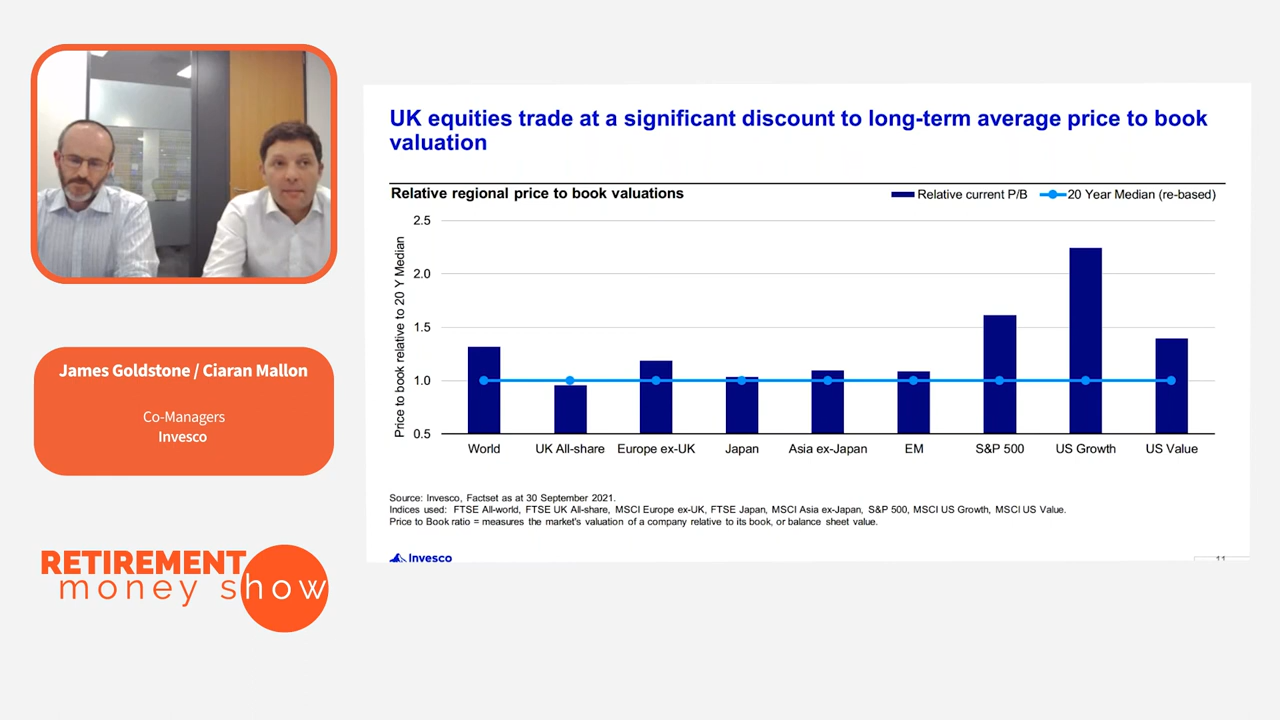 James Goldstone / Ciaran Mallon
Co-Managers
Invesco
RETIREMENT
money show
UK equities trade at a significant discount to long-term average price to book
valuation
Relative regional price to book valuations
Relative current P/B
20 Year Median (re-based)
Price to book relative to 20 Y Median
2.5
2.0
1.5
1.0
0.5
World
UK All-share
Europe ex-UK
Japan
Asia ex-Japan
EM
S&P 500
US Growth
US Value
Source: Invesco, Factset as at 30 September 2021.
Indices used: FTSE All-world, FTSE UK All-share, MSCI Europe ex-UK, FTSE Japan, MSCI Asia ex-Japan, S&P 500, MSCI US Growth, MSCI US Value.
Price to Book ratio = measures the market's valuation of a company relative to its book, or balance sheet value.
Invesco